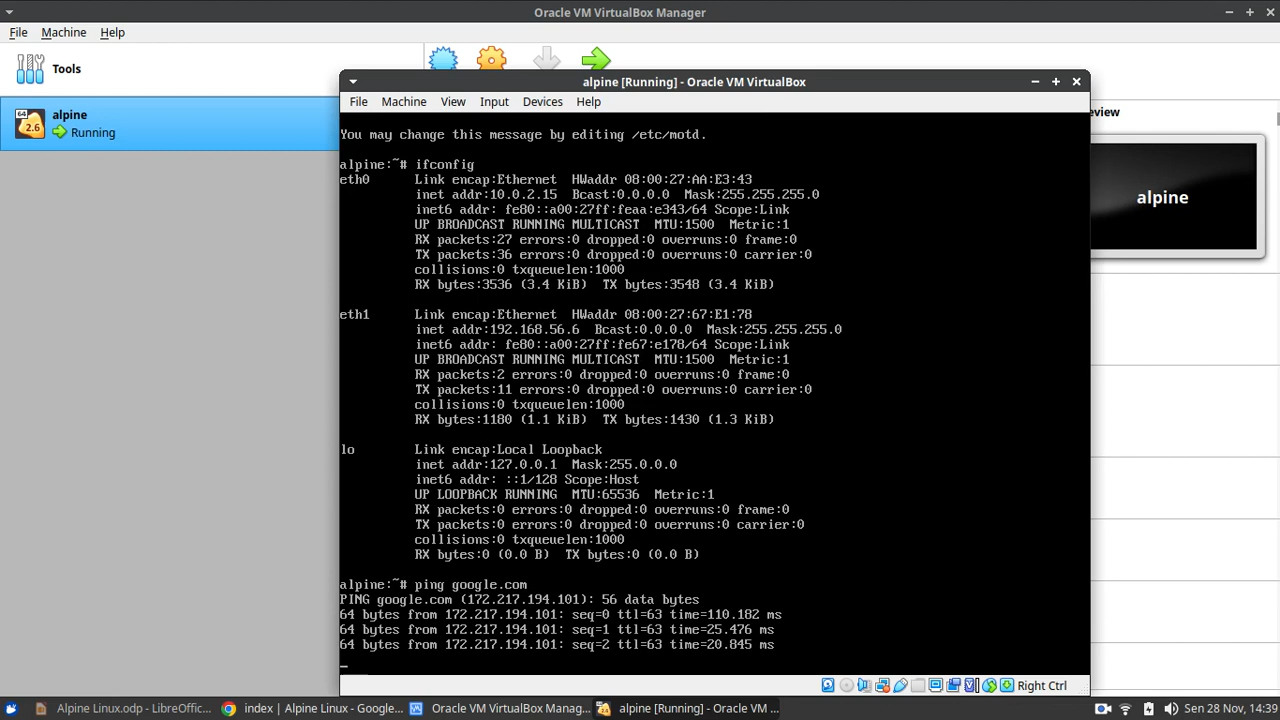 Oracle VM VirtualBox Manager
File Machine Help
Tools
alpine
Running
64
2.6
alpine [Running] - Oracle VM VirtualBox
File Machine View Input Devices Help
eview
alpine
You may change this message by editing /etc/motd.
alpine:~# ifconfig
eth0 Link encap:Ethernet HWaddr 08:00:27:AA:E3:43
inet addr:10.0.2.15 Bcast:0.0.0.0 Mask:255.255.255.0
inet6 addr: fe80::a00:27ff:feaa:e343/64 Scope:Link
UP BROADCAST RUNNING MULTICAST MTU:1500 Metric:1
RX packets:27 errors:0 dropped:0 overruns:0 frame:0
TX packets:36 errors:0 dropped:0 overruns:0 carrier:0
collisions:0 txqueuelen:1000
RX bytes:3536 (3.4 KiB) TX bytes:3548 (3.4 KiB)
eth1 Link encap:Ethernet HWaddr 08:00:27:67:E1:78
inet addr:192.168.56.6 Bcast:0.0.0.0 Mask:255.255.255.0
inet6 addr: fe80::a00:27ff:fe67:e178/64 Scope:Link
UP BROADCAST RUNNING MULTICAST MTU:1500 Metric:1
RX packets:2 errors:0 dropped:0 overruns:0 frame:0
TX packets:11 errors:0 dropped:0 overruns:0 carrier:0
collisions:0 txqueuelen:1000
RX bytes:1180 (1.1 KiB) TX bytes:1430 (1.3 KiB)
lo Link encap:Local Loopback
inet addr:127.0.0.1 Mask:255.0.0.0
inet6 addr: ::1/128 Scope:Host
UP LOOPBACK RUNNING MTU:65536 Metric:1
RX packets:0 errors:0 dropped:0 overruns:0 frame:0
TX packets:0 errors:0 dropped:0 overruns:0 carrier:0
collisions:0 txqueuelen:1000
RX bytes:0 (0.0 B) TX bytes:0 (0.0 B)
alpine:~# ping google.com
PING google.com (172.217.194.101): 56 data bytes
64 bytes from 172.217.194.101: seq=0 ttl=63 time=110.182 ms
64 bytes from 172.217.194.101: seq=1 ttl=63 time=25.476 ms
64 bytes from 172.217.194.101: seq=2 ttl=63 time=20.845 ms
Right Ctrl
Alpine Linux.odp - LibreOffic... index | Alpine Linux - Google... Oracle VM VirtualBox Manag... alpine [Running] - Oracle VM ... Sen 28 Nov, 14:39